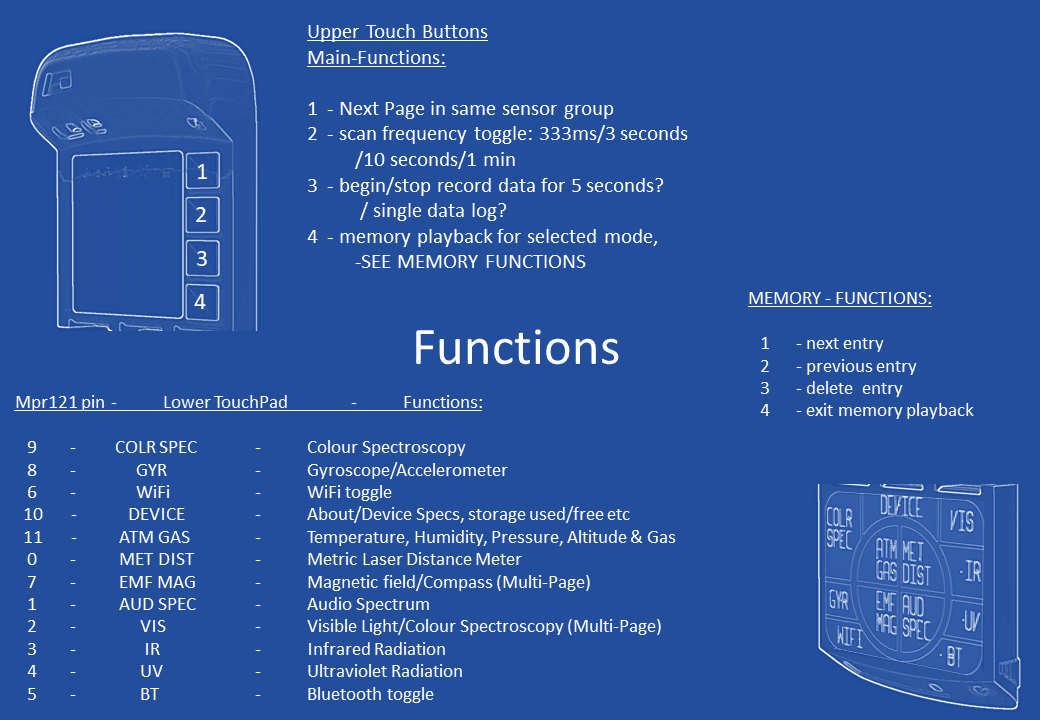 Upper Touch Buttons
Main-Functions:
1 - Next Page in same sensor group
2 - scan frequency toggle: 333ms/3 seconds
/10 seconds/1 min
3 - begin/stop record data for 5 seconds?
/ single data log?
4 - memory playback for selected mode,
-SEE MEMORY FUNCTIONS
1
2
3
4
MEMORY - FUNCTIONS:
1 - next entry
2 - previous entry
3 - delete entry
4 - exit memory playback
Functions
Mpr121 pin - Lower TouchPad - Functions:
9 - COLR SPEC - Colour Spectroscopy
8 - GYR - Gyroscope/Accelerometer
6 - WiFi - WiFi toggle
10 - DEVICE - About/Device Specs, storage used/free etc
11 - ATM GAS - Temperature, Humidity, Pressure, Altitude & Gas
0 - MET DIST - Metric Laser Distance Meter
7 - EMF MAG - Magnetic field/Compass (Multi-Page)
1 - AUD SPEC - Audio Spectrum
2 - VIS - Visible Light/Colour Spectroscopy (Multi-Page)
3 - IR - Infrared Radiation
4 - UV - Ultraviolet Radiation
5 - BT - Bluetooth toggle
DEVICE
COLR
SPEC
VIS
ATM MET
GAS DIST
IR
GYR
EMF AUD
MAG SPEC
UV
WIFI
BT